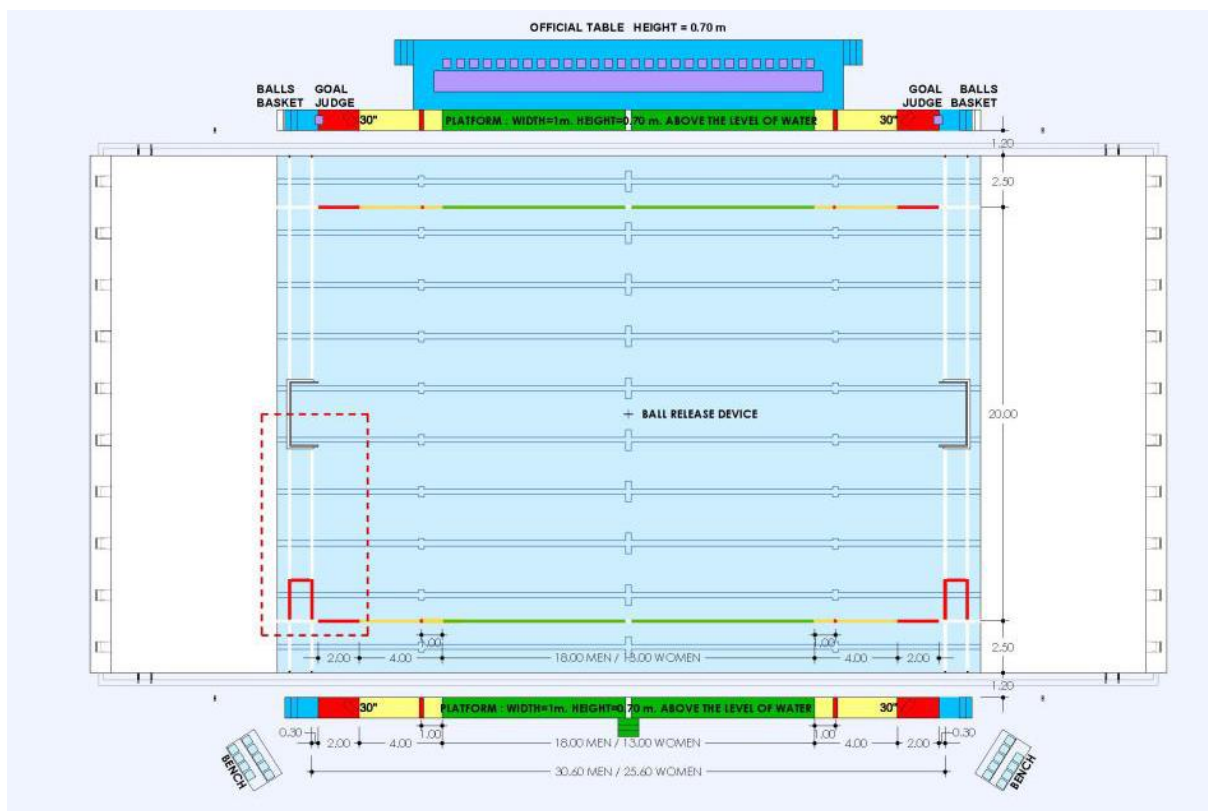 OFFICIAL TABLE HEIGHT = 0.70 m
BALLS
BASKET
GOAL
JUDGE
GOAL
JUDGE
BALLS
BASKET
30"
PLATFORM : WIDTH=1m. HEIGHT=0.70 m. ABOVE THE LEVEL OF WATER
30"
1.20
2.50
BALL RELEASE DEVICE
20.00
1.00
1.00
2.00
4.00
18.00 MEN / 13.00 WOMEN
4.00
2.00
2.50
1.20
30"
PLATFORM : WIDTH=1m. HEIGHT=0.70 m. ABOVE THE LEVEL OF WATER
30"
0.30
2.00
4.00
1.00
18.00 MEN / 13.00 WOMEN
1.00
4.00
2.00
0.30
BENCH
30.60 MEN / 25.60 WOMEN
BENCH